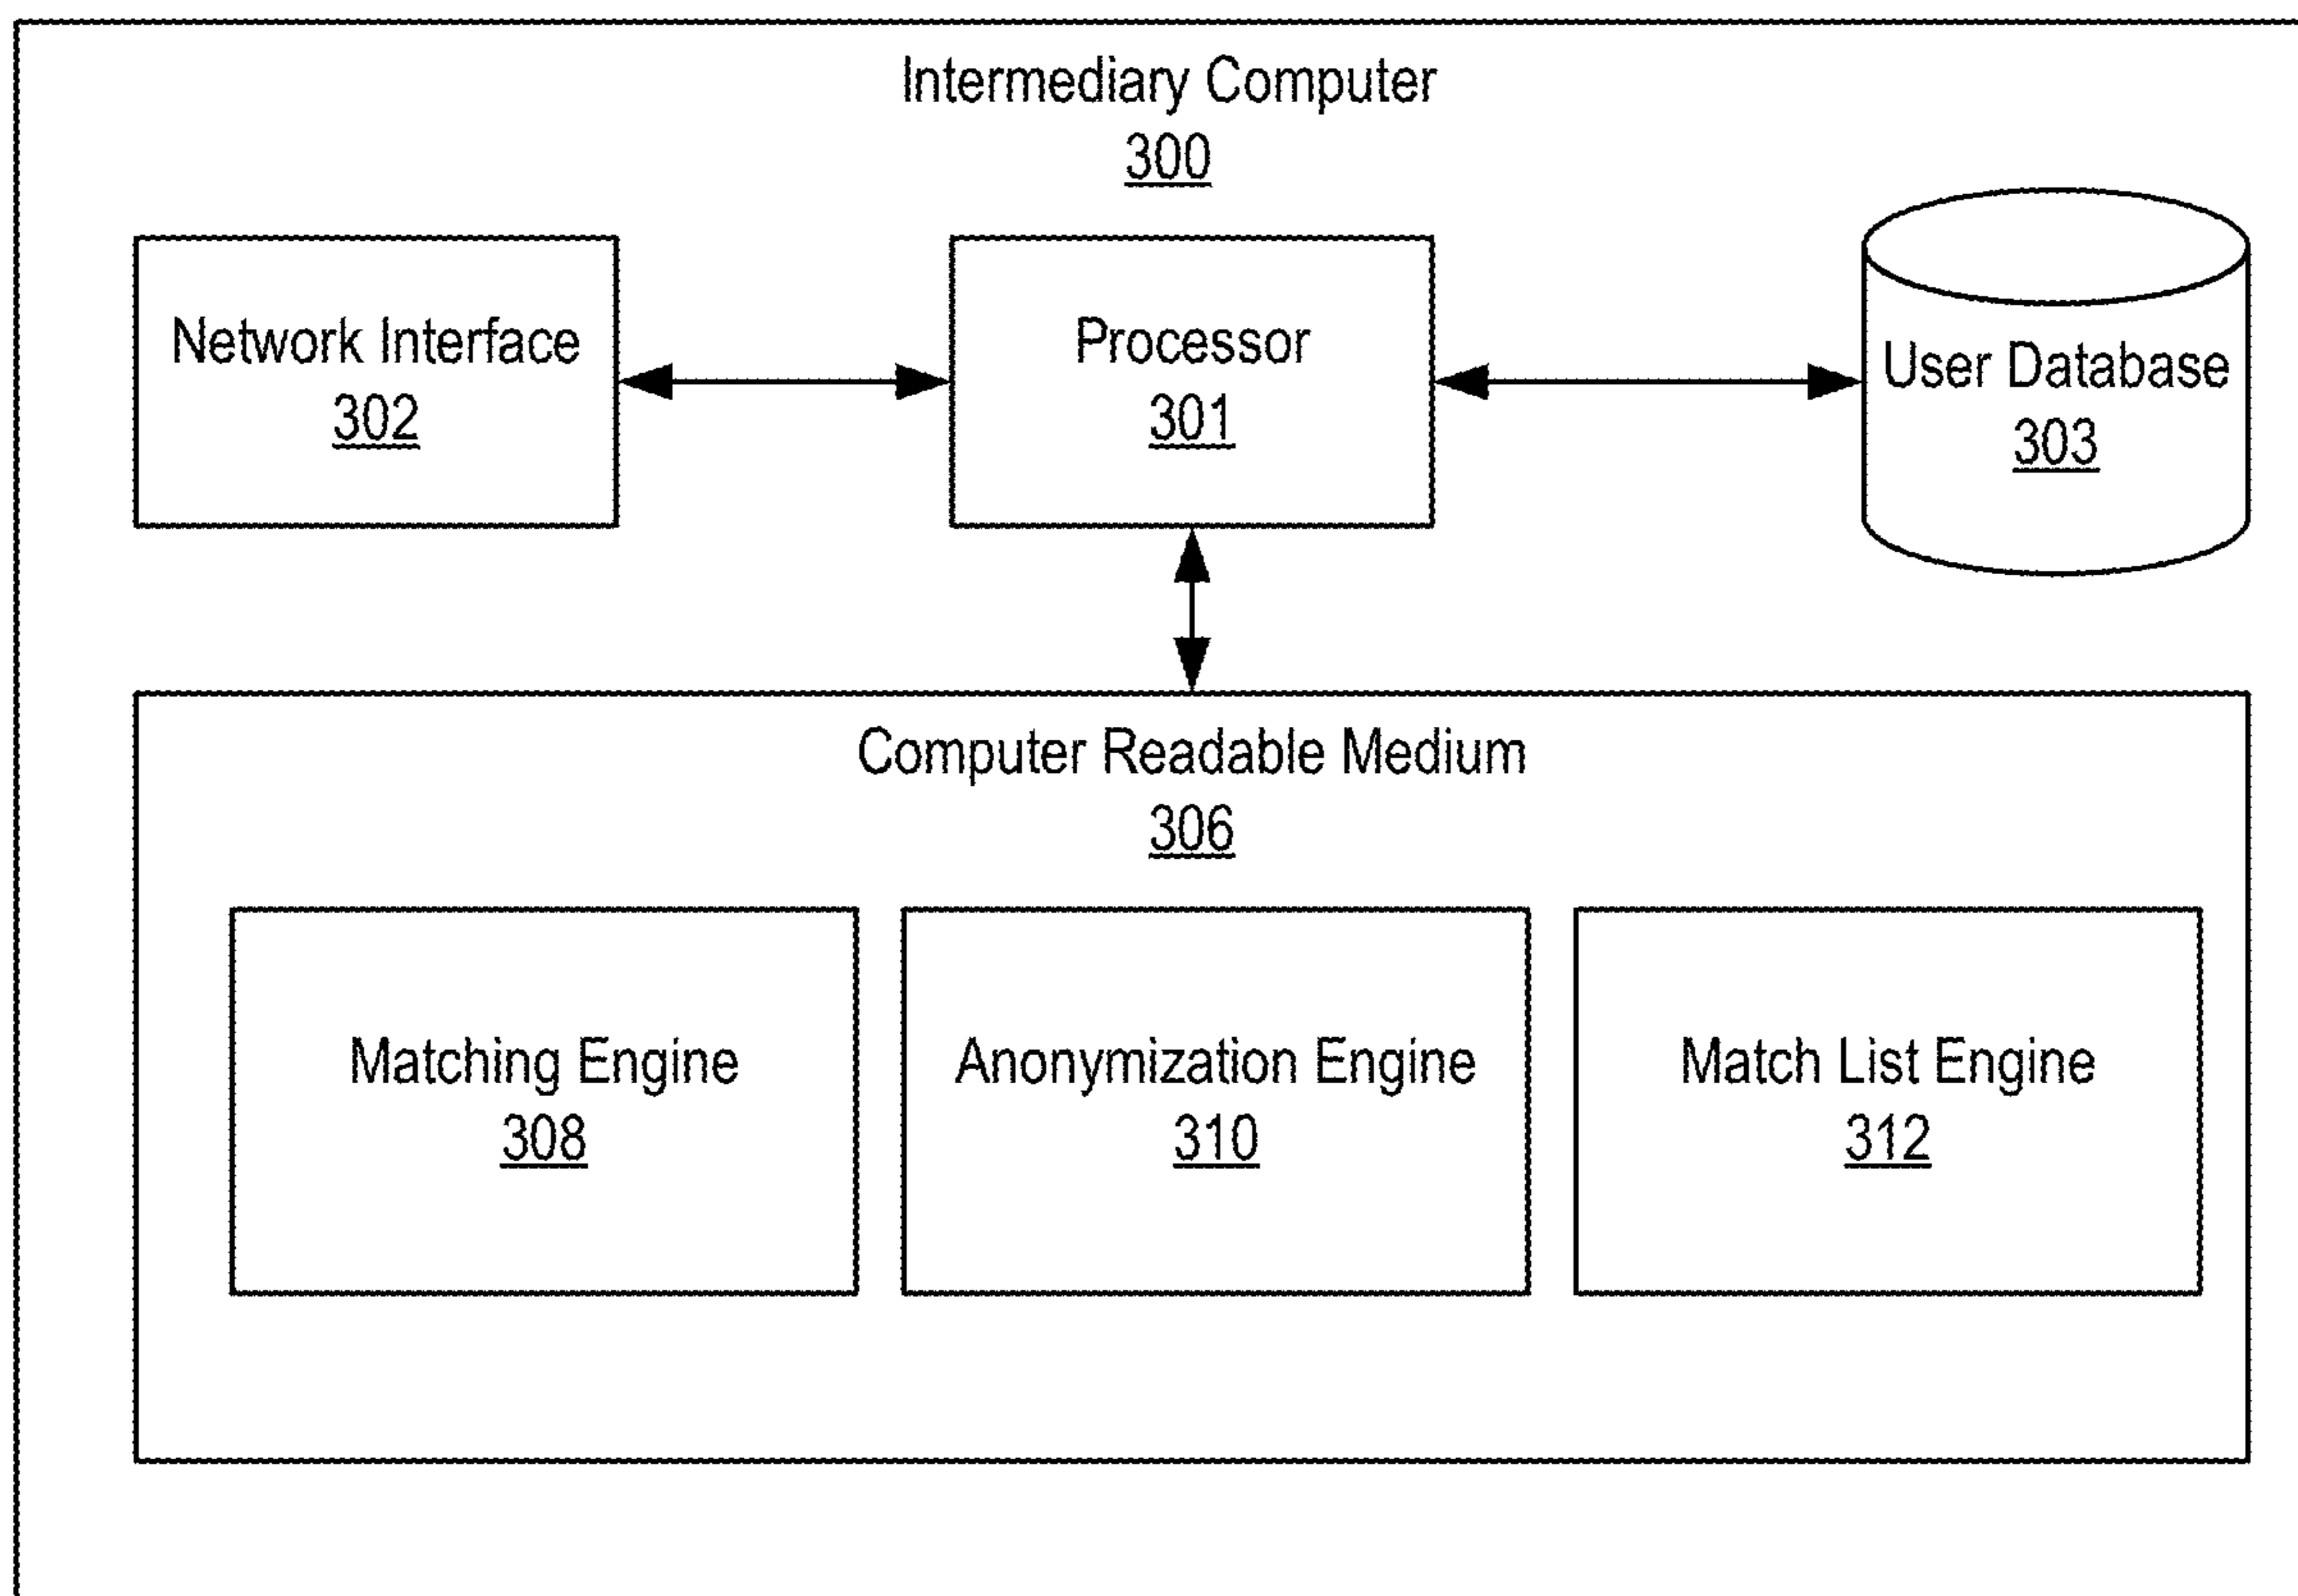 Intermediary Computer
300
Network Interface
302
Processor
301
User Database
303
Computer Readable Medium
306
Matching Engine
308
Anonymization Engine
310
Match List Engine
312